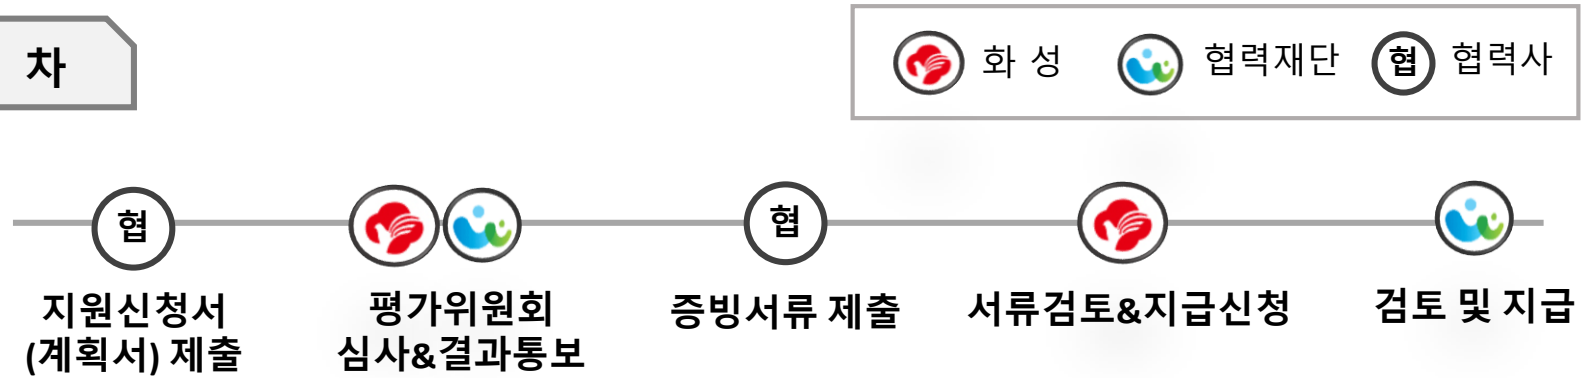 차
화 성
협력재단
협 협력사
협
협
지원신청서
(계획서) 제출
평가위원회
심사&결과통보
증빙서류 제출
서류검토&지급신청
검토 및 지급